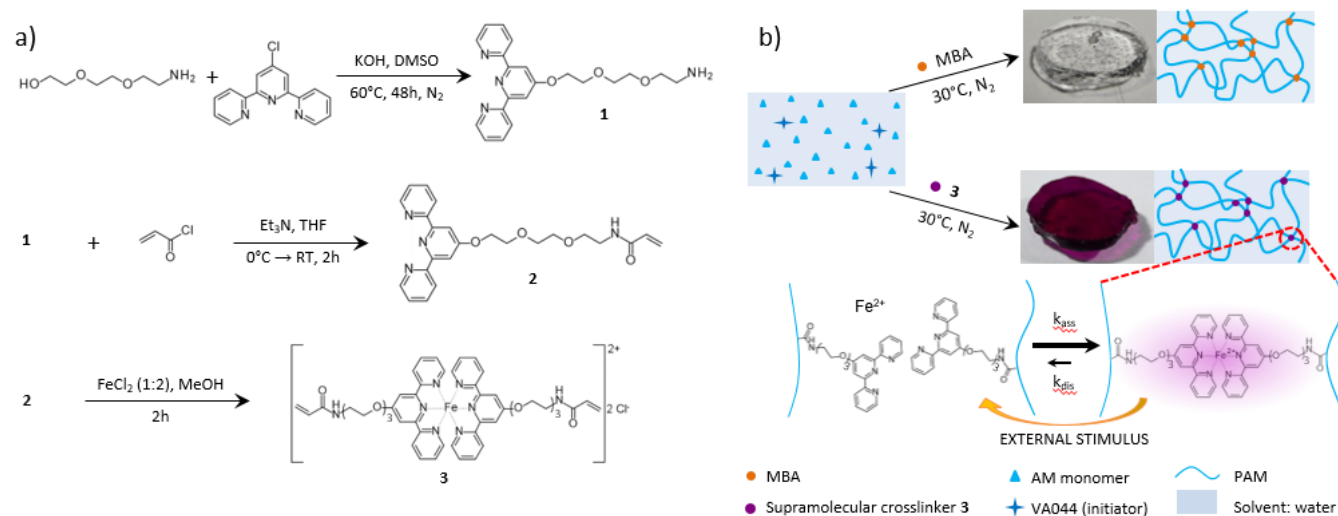 a)
Cl
HO
O
O
NH₂
+
N
N
N
KOH, DMSO
60°C, 48h, N₂
N
N
N
O
O
O
NH₂
1
1
+
O
Cl
Et₃N, THF
0°C → RT, 2h
N
N
N
O
O
O
H
N
O
2
2
FeCl₂ (1:2), MeOH
2h
O
N
H
O
3
N
N
N
Fe
N
N
N
O
3
H
N
O
2+
2 Cl⁻
3
b)
MBA
30°C, N₂
3
30°C, N₂
Fe²⁺
O
NH
O
3
N
N
N
N
N
N
O
3
H
N
O
kass
kdis
EXTERNAL STIMULUS
O
N
H
O
3
N
N
N
Fe²⁺
N
N
N
O
3
H
N
O
MBA
AM monomer
PAM
Supramolecular crosslinker 3
VA044 (initiator)
Solvent: water